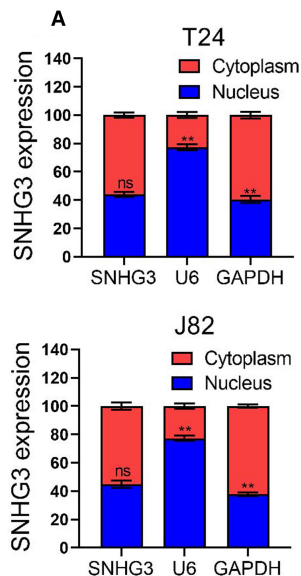 A
T24
140
120
100
80
60
40
20
0
SNHG3 expression
Cytoplasm
Nucleus
ns
**
**
SNHG3 U6 GAPDH
J82
140
120
100
80
60
40
20
0
SNHG3 expression
Cytoplasm
Nucleus
ns
**
**
SNHG3 U6 GAPDH